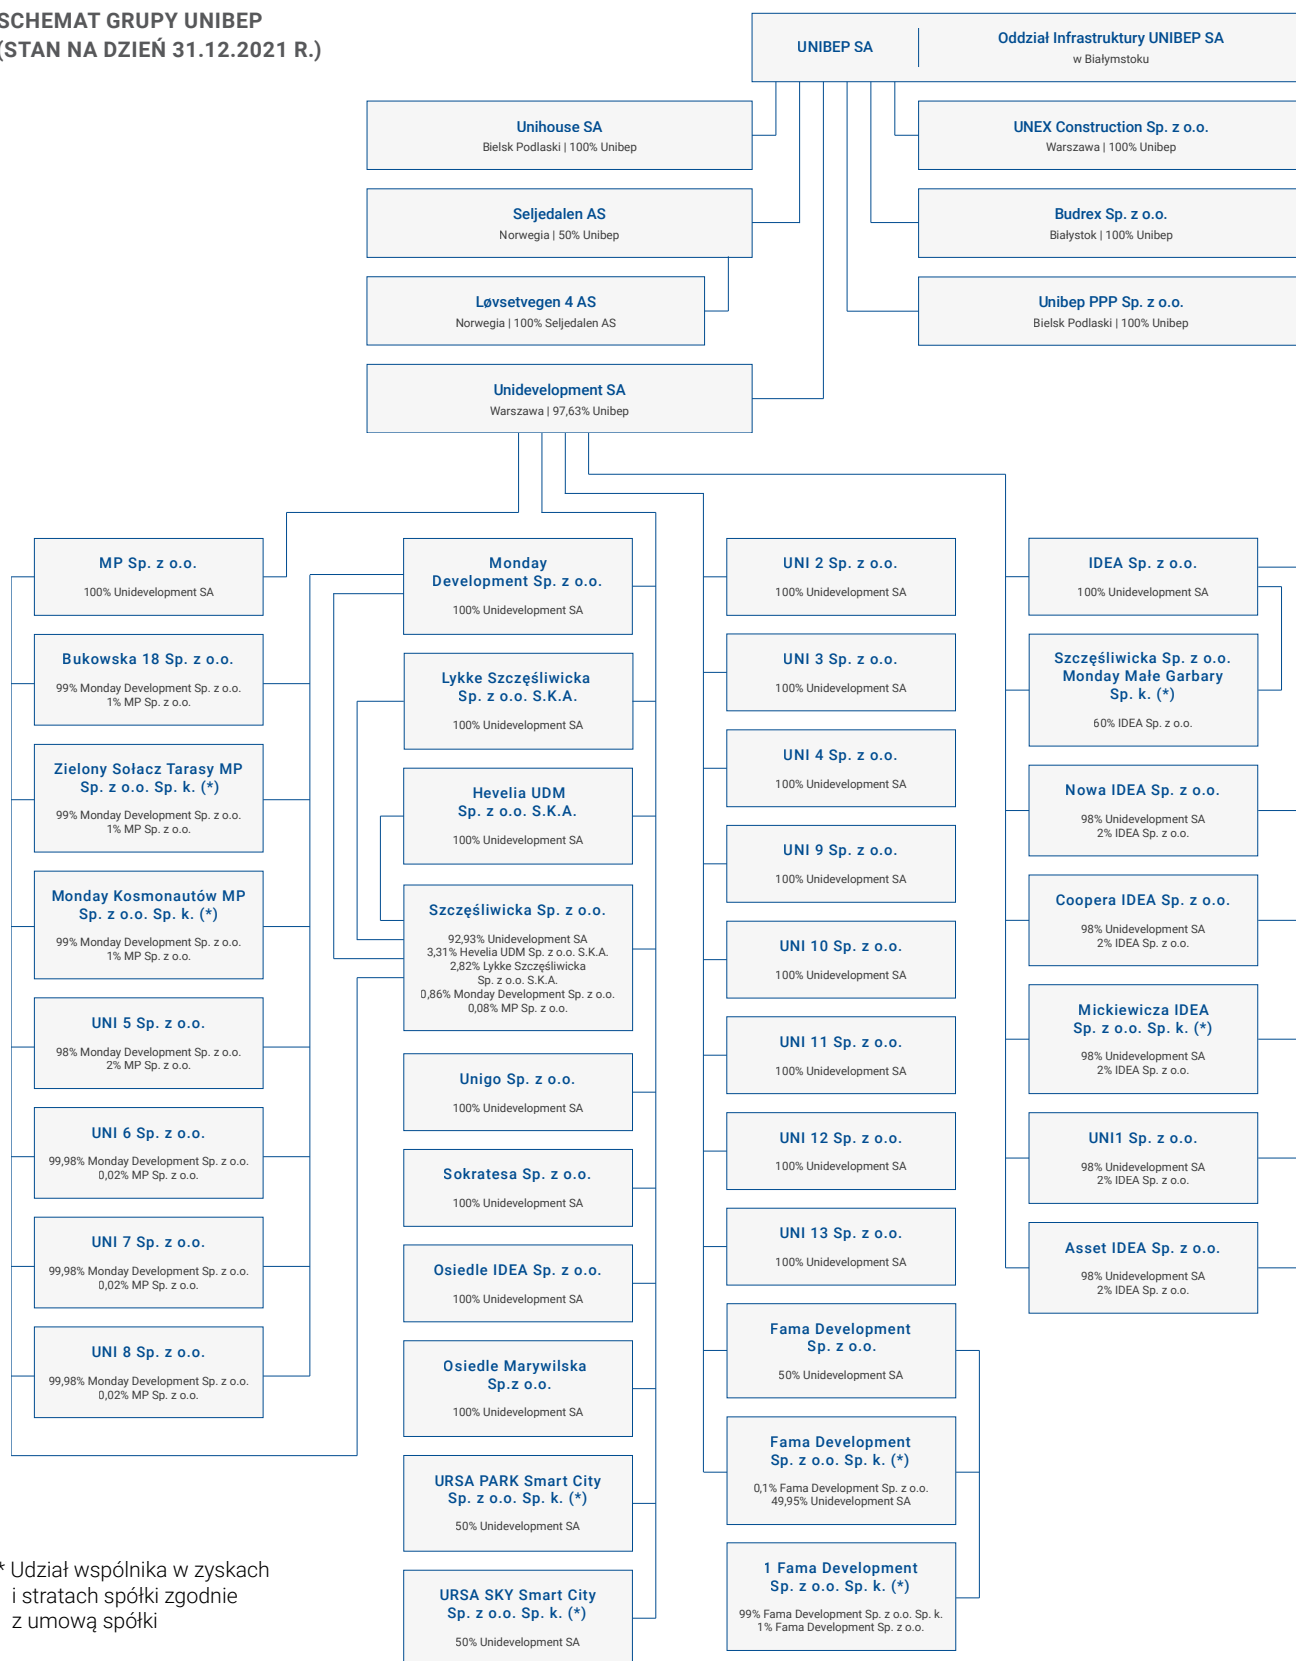 SCHEMAT GRUPY UNIBEP
(STAN NA DZIEŃ 31.12.2021 R.)
UNIBEP SA
Oddział Infrastruktury UNIBEP SA
w Białymstoku
Unihouse SA
Bielsk Podlaski | 100% Unibep
UNEX Construction Sp. z o.o.
Warszawa | 100% Unibep
Seljedalen AS
Norwegia | 50% Unibep
Budrex Sp. z o.o.
Białystok | 100% Unibep
Løvsetvegen 4 AS
Norwegia | 100% Seljedalen AS
Unibep PPP Sp. z o.o.
Bielsk Podlaski | 100% Unibep
Unidevelopment SA
Warszawa | 97,63% Unibep
MP Sp. z o.o.
100% Unidevelopment SA
Bukowska 18 Sp. z o.o.
99% Monday Development Sp. z o.o.
1% MP Sp. z o.o.
Zielony Sołacz Tarasy MP
Sp. z o.o. Sp. k. (*)
99% Monday Development Sp. z o.o.
1% MP Sp. z o.o.
Monday Kosmonautów MP
Sp. z o.o. Sp. k. (*)
99% Monday Development Sp. z o.o.
1% MP Sp. z o.o.
UNI 5 Sp. z o.o.
98% Monday Development Sp. z o.o.
2% MP Sp. z o.o.
UNI 6 Sp. z o.o.
99,98% Monday Development Sp. z o.o.
0,02% MP Sp. z o.o.
UNI 7 Sp. z o.o.
99,98% Monday Development Sp. z o.o.
0,02% MP Sp. z o.o.
UNI 8 Sp. z o.o.
99,98% Monday Development Sp. z o.o.
0,02% MP Sp. z o.o.
Monday
Development Sp. z o.o.
100% Unidevelopment SA
Lykke Szczęśliwicka
Sp. z o.o. S.K.A.
100% Unidevelopment SA
Hevelia UDM
Sp. z o.o. S.K.A.
100% Unidevelopment SA
Szczęśliwicka Sp. z o.o.
92,93% Unidevelopment SA
3,31% Hevelia UDM Sp. z o.o. S.K.A.
2,82% Lykke Szczęśliwicka
Sp. z o.o. S.K.A.
0,86% Monday Development Sp. z o.o.
0,08% MP Sp. z o.o.
Unigo Sp. z o.o.
100% Unidevelopment SA
Sokratesa Sp. z o.o.
100% Unidevelopment SA
Osiedle IDEA Sp. z o.o.
100% Unidevelopment SA
Osiedle Marywilska
Sp.z o.o.
100% Unidevelopment SA
URSA PARK Smart City
Sp. z o.o. Sp. k. (*)
50% Unidevelopment SA
URSA SKY Smart City
Sp. z o.o. Sp. k. (*)
50% Unidevelopment SA
UNI 2 Sp. z o.o.
100% Unidevelopment SA
UNI 3 Sp. z o.o.
100% Unidevelopment SA
UNI 4 Sp. z o.o.
100% Unidevelopment SA
UNI 9 Sp. z o.o.
100% Unidevelopment SA
UNI 10 Sp. z o.o.
100% Unidevelopment SA
UNI 11 Sp. z o.o.
100% Unidevelopment SA
UNI 12 Sp. z o.o.
100% Unidevelopment SA
UNI 13 Sp. z o.o.
100% Unidevelopment SA
Fama Development
Sp. z o.o.
50% Unidevelopment SA
Fama Development
Sp. z o.o. Sp. k. (*)
0,1% Fama Development Sp. z o.o.
49,95% Unidevelopment SA
1 Fama Development
Sp. z o.o. Sp. k. (*)
99% Fama Development Sp. z o.o. Sp. k.
1% Fama Development Sp. z o.o.
IDEA Sp. z o.o.
100% Unidevelopment SA
Szczęśliwicka Sp. z o.o.
Monday Małe Garbary
Sp. k. (*)
60% IDEA Sp. z o.o.
Nowa IDEA Sp. z o.o.
98% Unidevelopment SA
2% IDEA Sp. z o.o.
Coopera IDEA Sp. z o.o.
98% Unidevelopment SA
2% IDEA Sp. z o.o.
Mickiewicza IDEA
Sp. z o.o. Sp. k. (*)
98% Unidevelopment SA
2% IDEA Sp. z o.o.
UNI1 Sp. z o.o.
98% Unidevelopment SA
2% IDEA Sp. z o.o.
Asset IDEA Sp. z o.o.
98% Unidevelopment SA
2% IDEA Sp. z o.o.
* Udział wspólnika w zyskach
i stratach spółki zgodnie
z umową spółki